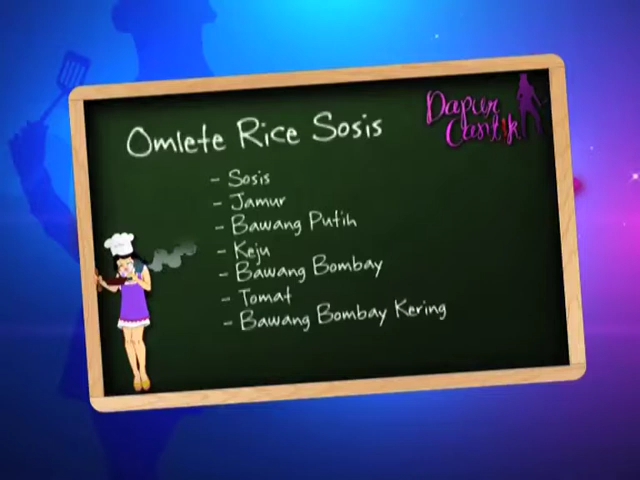 Omlete Rice Sosis
Dapur
Cantik
- Sosis
- Jamur
- Bawang Putih
- Keju
- Bawang Bombay
- Tomat
- Bawang Bombay Kering